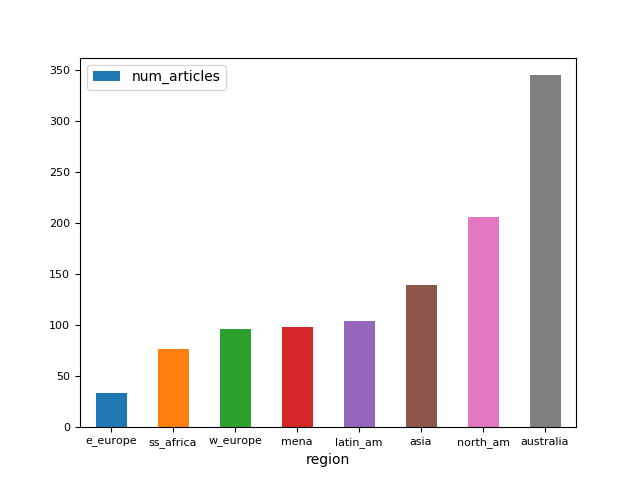 num_articles
350
300
250
200
150
100
50
0
e_europe ss_africa w_europe mena latin_am asia north_am australia
region